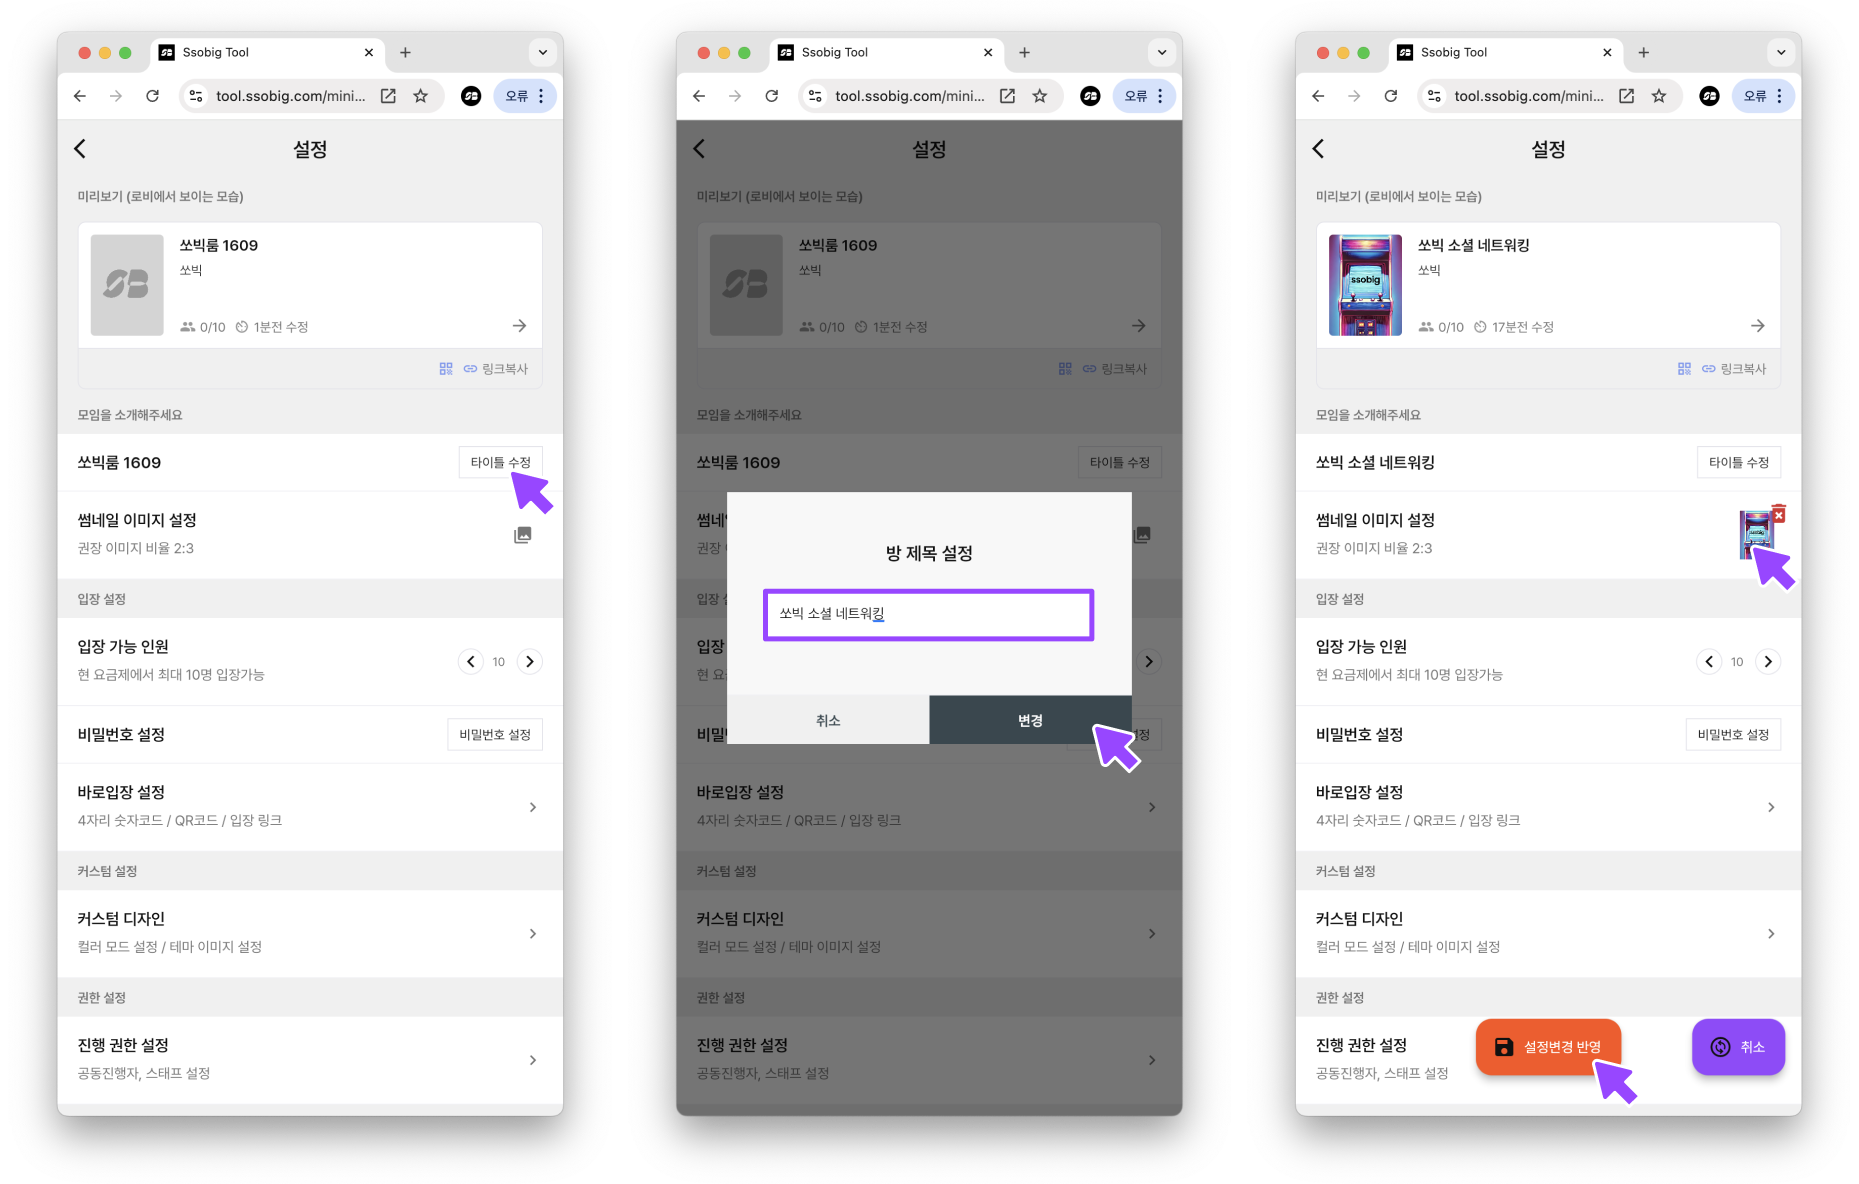 Ssobig Tool
tool.ssobig.com/mini...
오류
설정
미리보기 (로비에서 보이는 모습)
쏘빅룸 1609
쏘빅
0/10 1분전 수정
링크복사
모임을 소개해주세요
쏘빅룸 1609
타이틀 수정
썸네일 이미지 설정
권장 이미지 비율 2:3
입장 설정
입장 가능 인원
현 요금제에서 최대 10명 입장가능
10
비밀번호 설정
비밀번호 설정
바로입장 설정
4자리 숫자코드 / QR코드 / 입장 링크
커스텀 설정
커스텀 디자인
컬러 모드 설정 / 테마 이미지 설정
권한 설정
진행 권한 설정
공동진행자, 스태프 설정
Ssobig Tool
tool.ssobig.com/mini...
오류
설정
미리보기 (로비에서 보이는 모습)
쏘빅룸 1609
쏘빅
0/10 1분전 수정
링크복사
모임을 소개해주세요
쏘빅룸 1609
타이틀 수정
썸네
권장
방 제목 설정
쏘빅 소셜 네트워킹
취소
변경
입장
입장
현 요
비밀
정
바로입장 설정
4자리 숫자코드 / QR코드 / 입장 링크
커스텀 설정
커스텀 디자인
컬러 모드 설정 / 테마 이미지 설정
권한 설정
진행 권한 설정
공동진행자, 스태프 설정
Ssobig Tool
tool.ssobig.com/mini...
오류
설정
미리보기 (로비에서 보이는 모습)
ssobig
쏘빅 소셜 네트워킹
쏘빅
0/10 17분전 수정
링크복사
모임을 소개해주세요
쏘빅 소셜 네트워킹
타이틀 수정
썸네일 이미지 설정
권장 이미지 비율 2:3
ssobig
입장 설정
입장 가능 인원
현 요금제에서 최대 10명 입장가능
10
비밀번호 설정
비밀번호 설정
바로입장 설정
4자리 숫자코드 / QR코드 / 입장 링크
커스텀 설정
커스텀 디자인
컬러 모드 설정 / 테마 이미지 설정
권한 설정
진행 권한 설정
공동진행자, 스태프 설정
설정변경 반영
취소